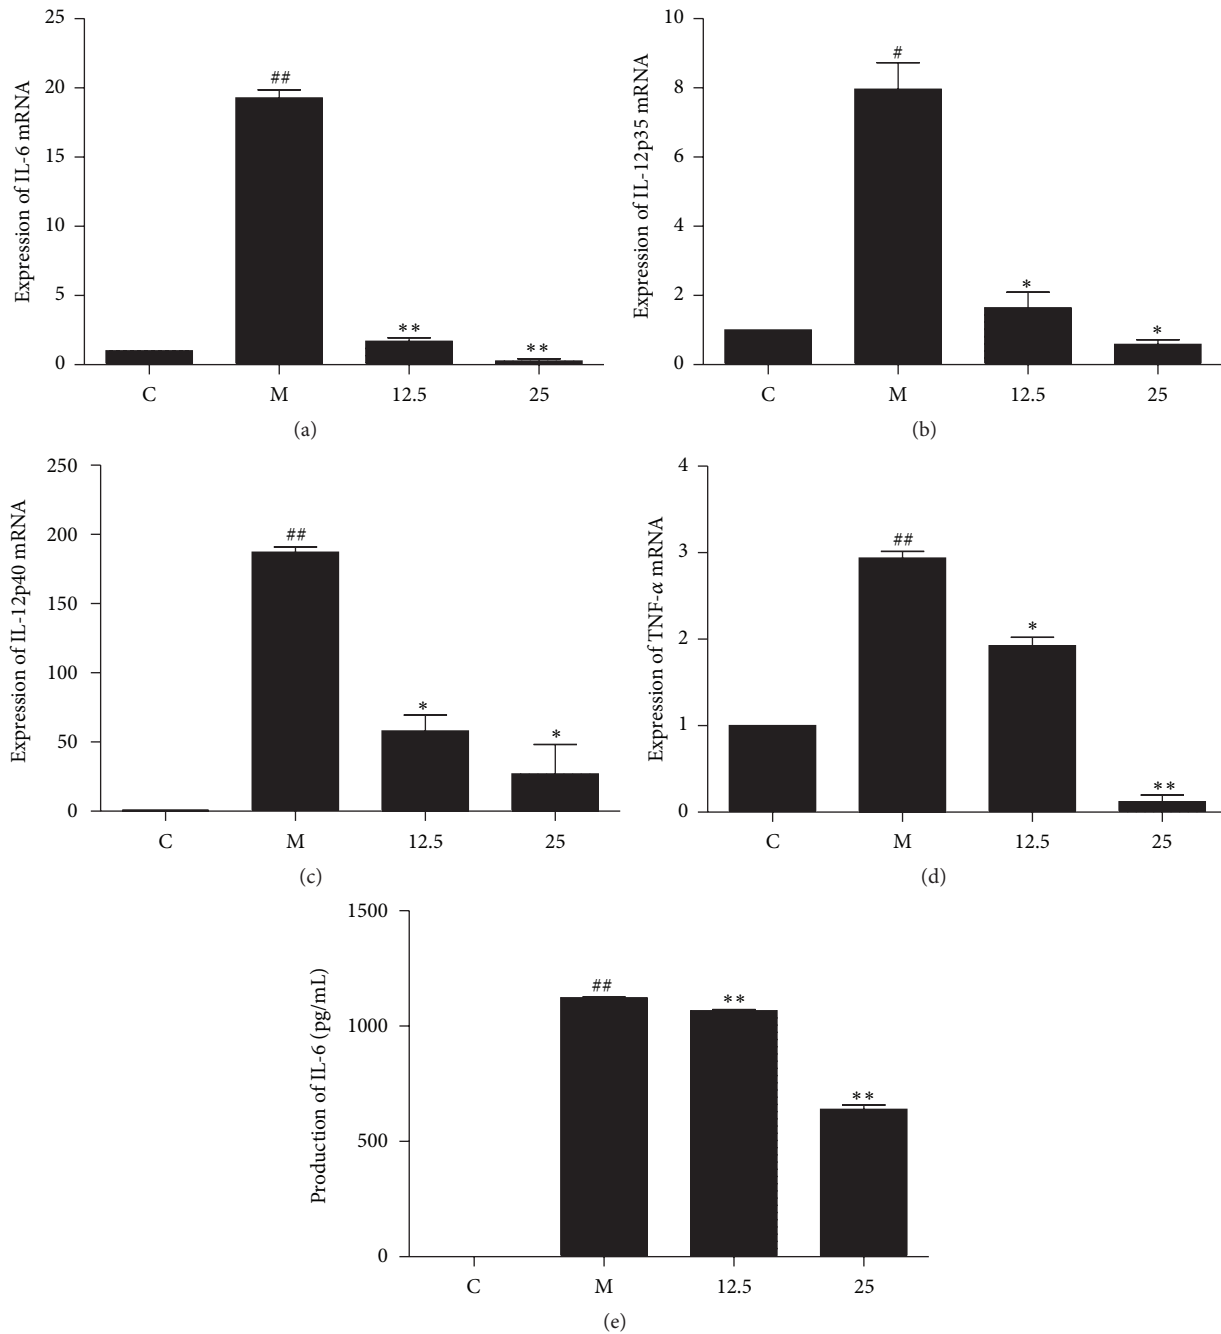 Expression of IL-6 mRNA
25
20
15
10
5
0
##
**
**
C M 12.5 25
(a)
Expression of IL-12p35 mRNA
10
8
6
4
2
0
#
*
*
C M 12.5 25
(b)
Expression of IL-12p40 mRNA
250
200
150
100
50
0
##
*
*
C M 12.5 25
(c)
Expression of TNF-α mRNA
4
3
2
1
0
##
*
**
C M 12.5 25
(d)
Production of IL-6 (pg/mL)
1500
1000
500
0
##
**
**
C M 12.5 25
(e)